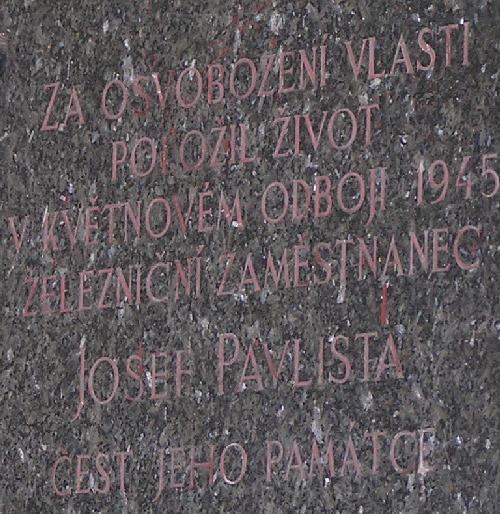 ZA OSVOBOZENÍ VLASTI
POLOŽIL ŽIVOT
V KVĚTNOVÉM ODBOJI 1945
ŽELEZNIČNÍ ZAMĚSTNANEC
JOSEF PAVLISTA
ČEST JEHO PAMÁTCE